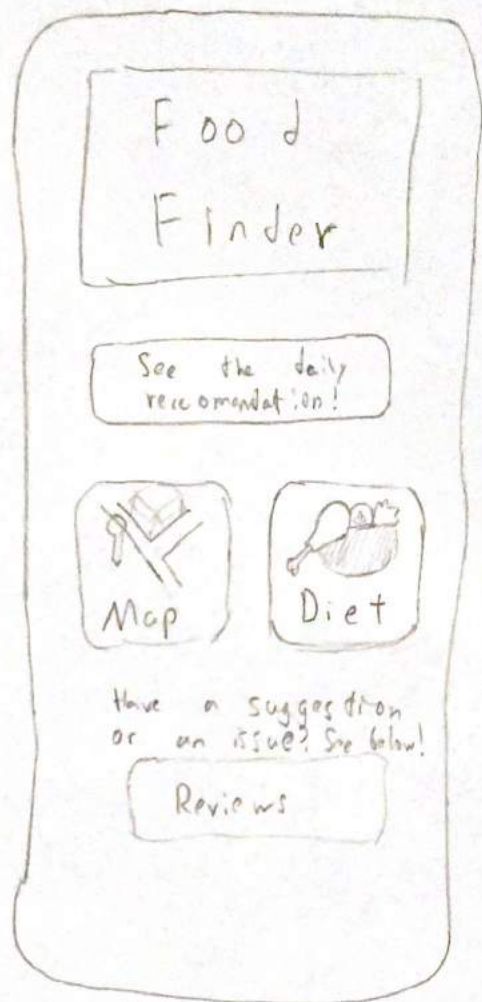 Food
Finder
See the daily
reccomendation!
Map
Diet
Have a suggestion
or an issue? See below!
Reviews